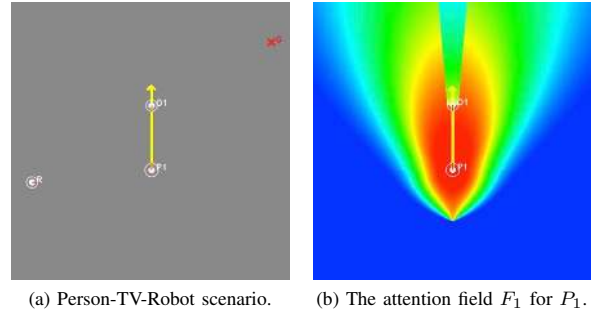 G
O1
P1
R
O1
P1
(a) Person-TV-Robot scenario.
(b) The attention field F₁ for P₁.